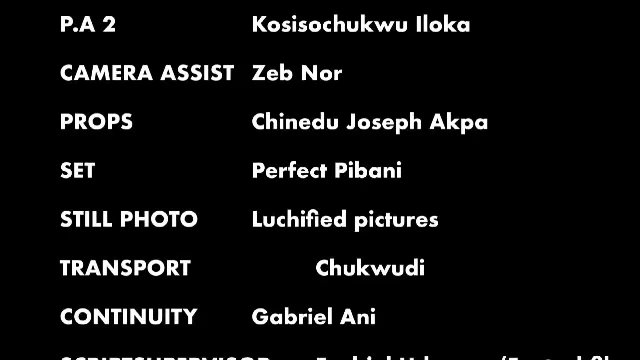 P.A 2 Kosisochukwu Iloka
CAMERA ASSIST Zeb Nor
PROPS Chinedu Joseph Akpa
SET Perfect Pibani
STILL PHOTO Luchified pictures
TRANSPORT Chukwudi
CONTINUITY Gabriel Ani